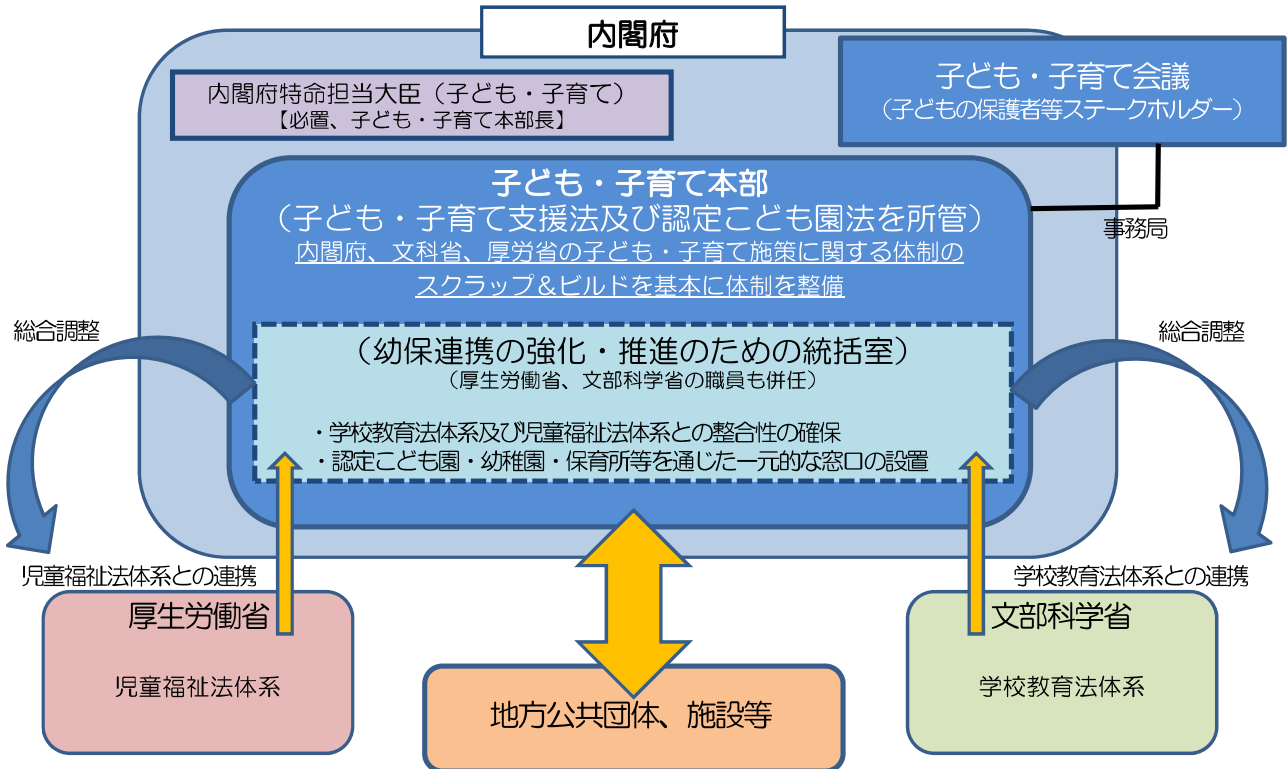 内閣府
内閣府特命担当大臣（子ども・子育て）
【必置、子ども・子育て本部長】
子ども・子育て会議
（子どもの保護者等ステークホルダー）
子ども・子育て本部
（子ども・子育て支援法及び認定こども園法を所管）
内閣府、文科省、厚労省の子ども・子育て施策に関する体制の
スクラップ＆ビルドを基本に体制を整備
事務局
総合調整
総合調整
（幼保連携の強化・推進のための統括室）
（厚生労働省、文部科学省の職員も併任）
・学校教育法体系及び児童福祉法体系との整合性の確保
・認定こども園・幼稚園・保育所等を通じた一元的な窓口の設置
児童福祉法体系との連携
学校教育法体系との連携
厚生労働省
児童福祉法体系
文部科学省
学校教育法体系
地方公共団体、施設等